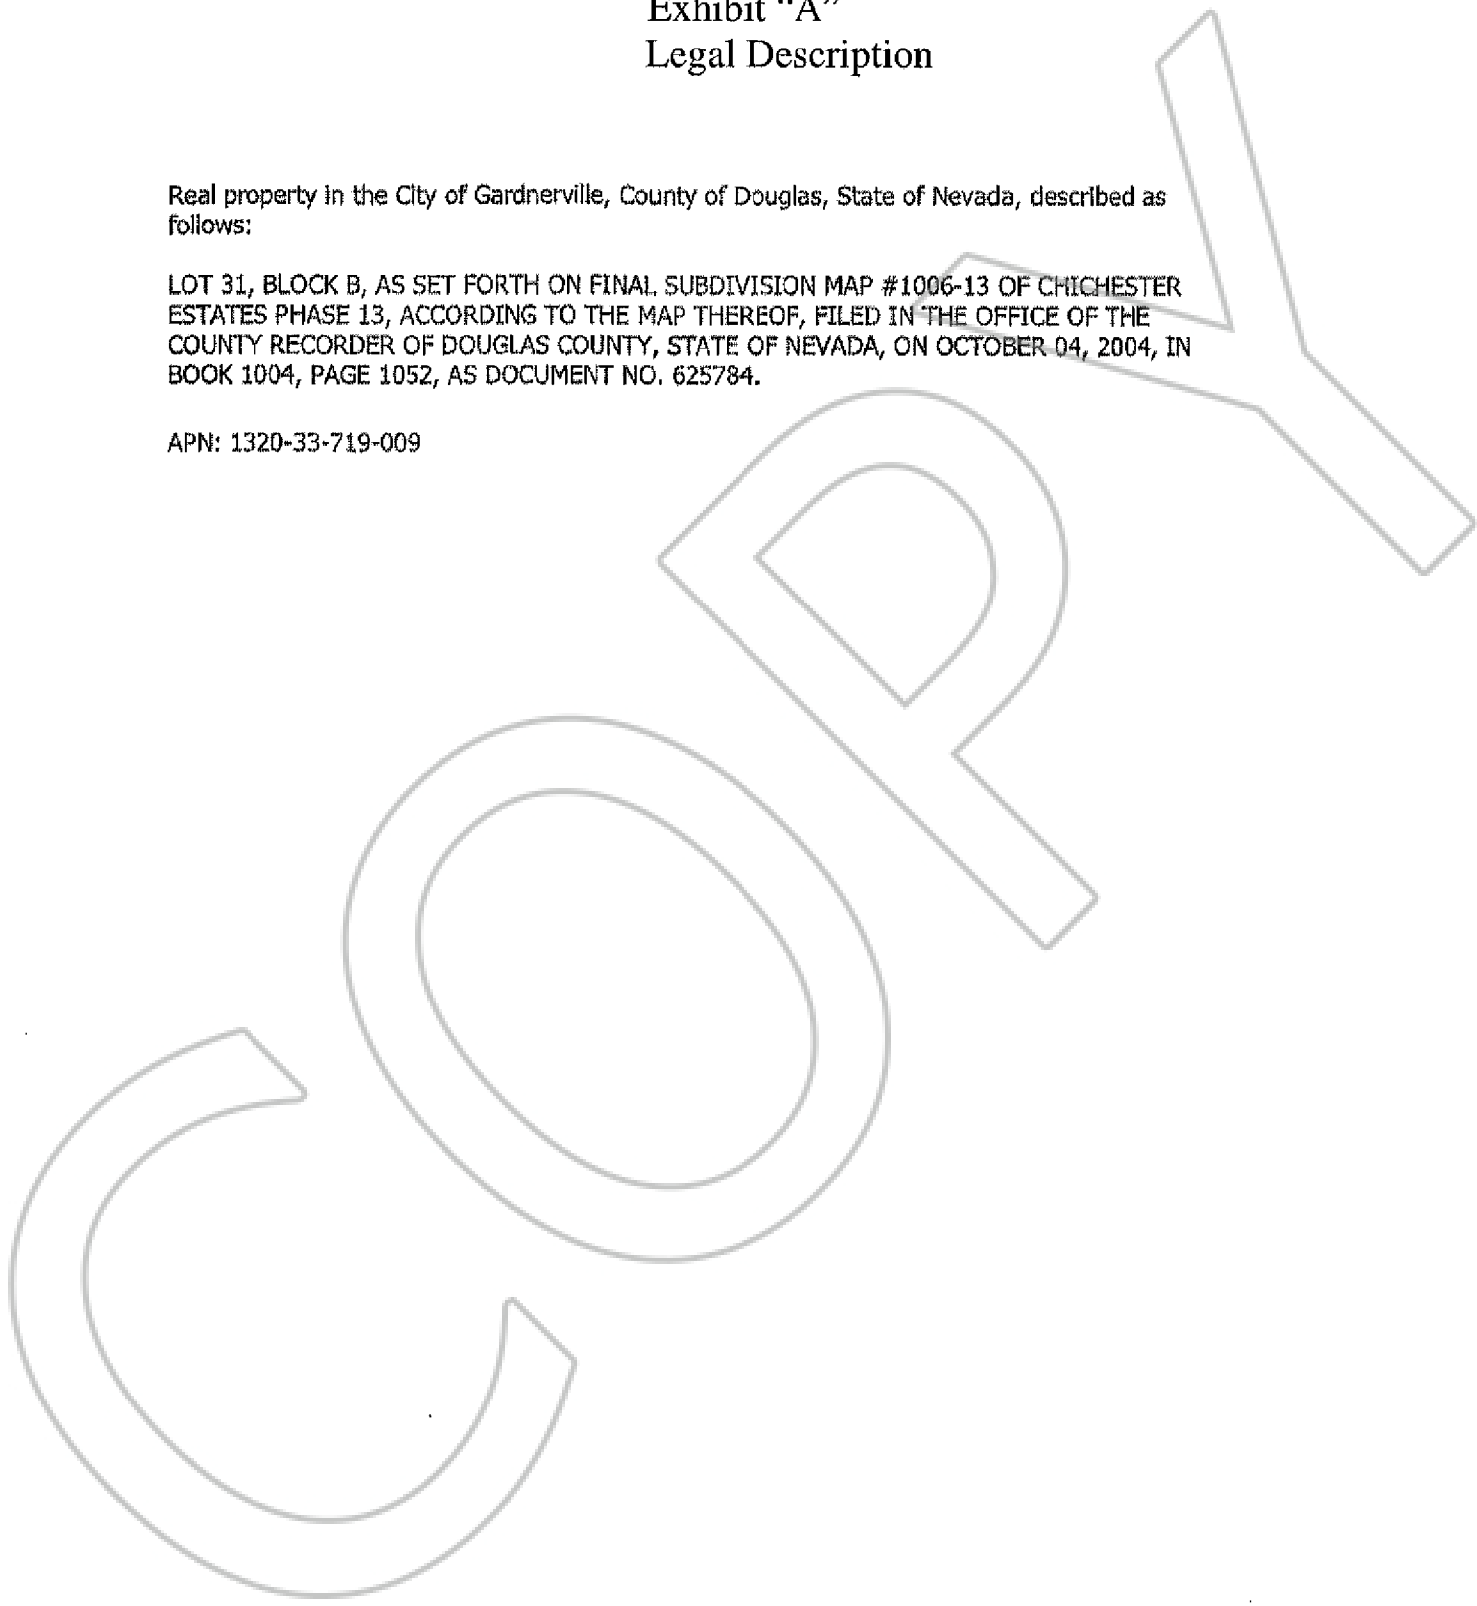 Exhibit “A”
Legal Description
Real property in the City of Gardnerville, County of Douglas, State of Nevada, described as
follows:
LOT 31, BLOCK B, AS SET FORTH ON FINAL SUBDIVISION MAP #1006-13 OF CHICHESTER
ESTATES PHASE 13, ACCORDING TO THE MAP THEREOF, FILED IN THE OFFICE OF THE
COUNTY RECORDER OF DOUGLAS COUNTY, STATE OF NEVADA, ON OCTOBER 04, 2004, IN
BOOK 1004, PAGE 1052, AS DOCUMENT NO. 625784.
APN: 1320-33-719-009
COPY